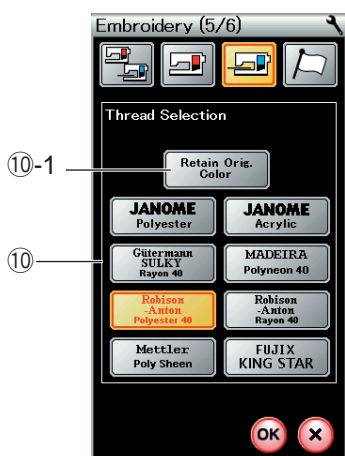 Embroidery (5/6)
Thread Selection
⑩-1
Retain Orig.
Color
JANOME
Polyester
JANOME
Acrylic
⑩
Gütermann
SULKY
Rayon 40
MADEIRA
Polyneon 40
Robison
-Anton
Polyester 40
Robison
-Anton
Rayon 40
Mettler
Poly Sheen
FUJIX
KING STAR
OK